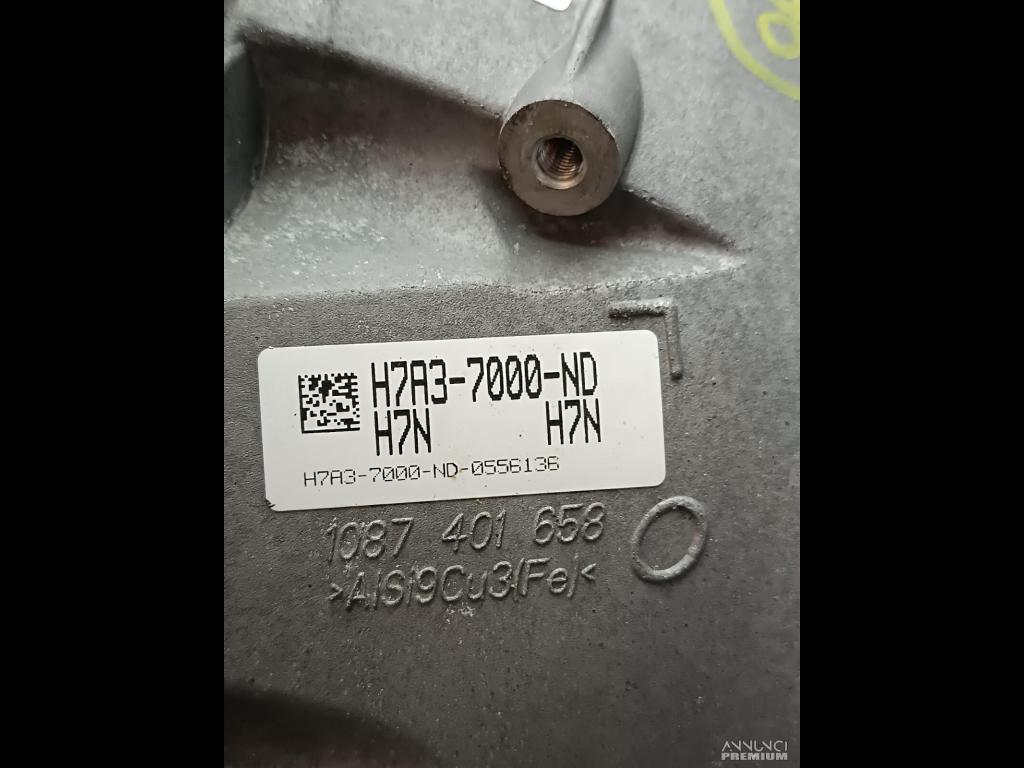 H7A3-7000-ND
H7N H7N
H7A3-7000-ND-0556136
1087 401 658
>AlSi9Cu3(Fe)<
ANNUNCI
PREMIUM